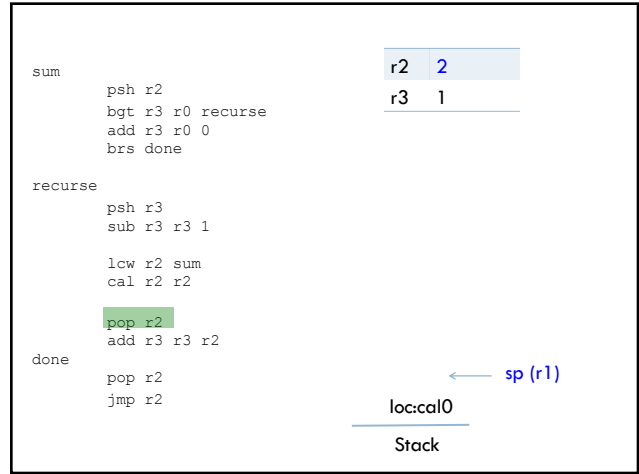 sum
psh r2
bgt r3 r0 recurse
add r3 r0 0
brs done
recurse
psh r3
sub r3 r3 1
lcw r2 sum
cal r2 r2
pop r2
add r3 r3 r2
done
pop r2
jmp r2
r2 2
r3 1
sp (r1)
loc:cal0
Stack